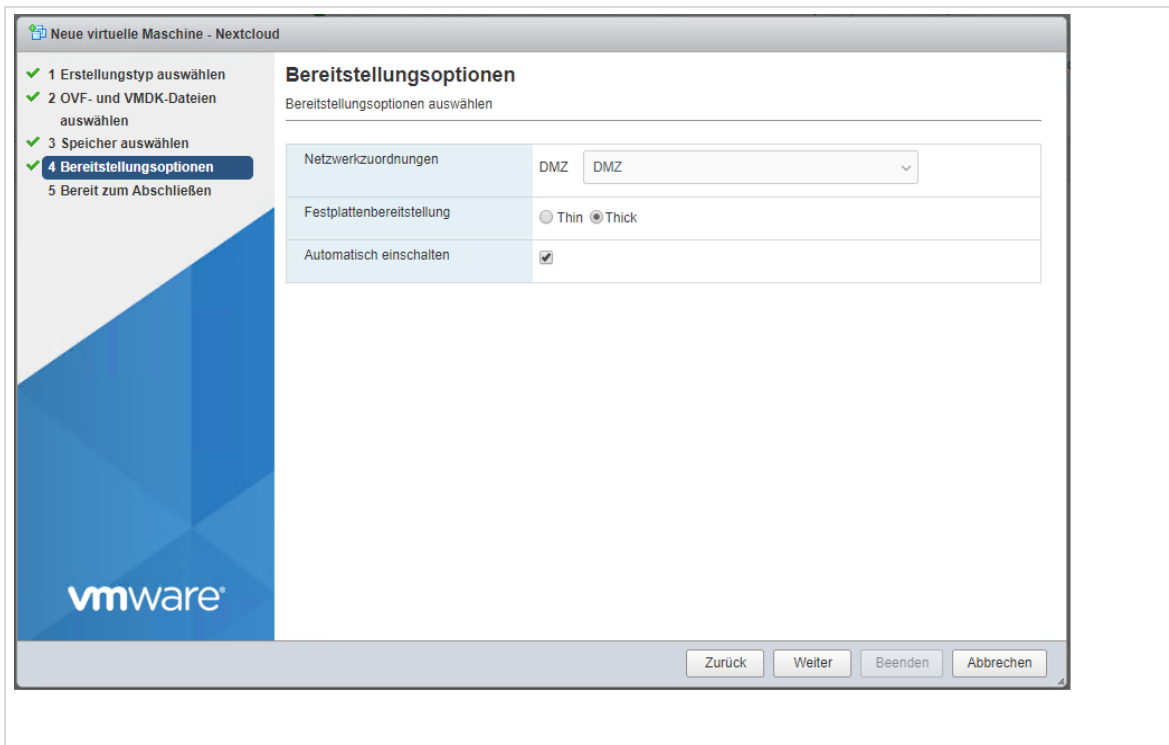 Neue virtuelle Maschine - Nextcloud
1 Erstellungstyp auswählen
2 OVF- und VMDK-Dateien
auswählen
3 Speicher auswählen
4 Bereitstellungsoptionen
5 Bereit zum Abschließen
vmware®
Bereitstellungsoptionen
Bereitstellungsoptionen auswählen
Netzwerkzuordnungen DMZ DMZ
Festplattenbereitstellung Thin Thick
Automatisch einschalten
Zurück Weiter Beenden Abbrechen